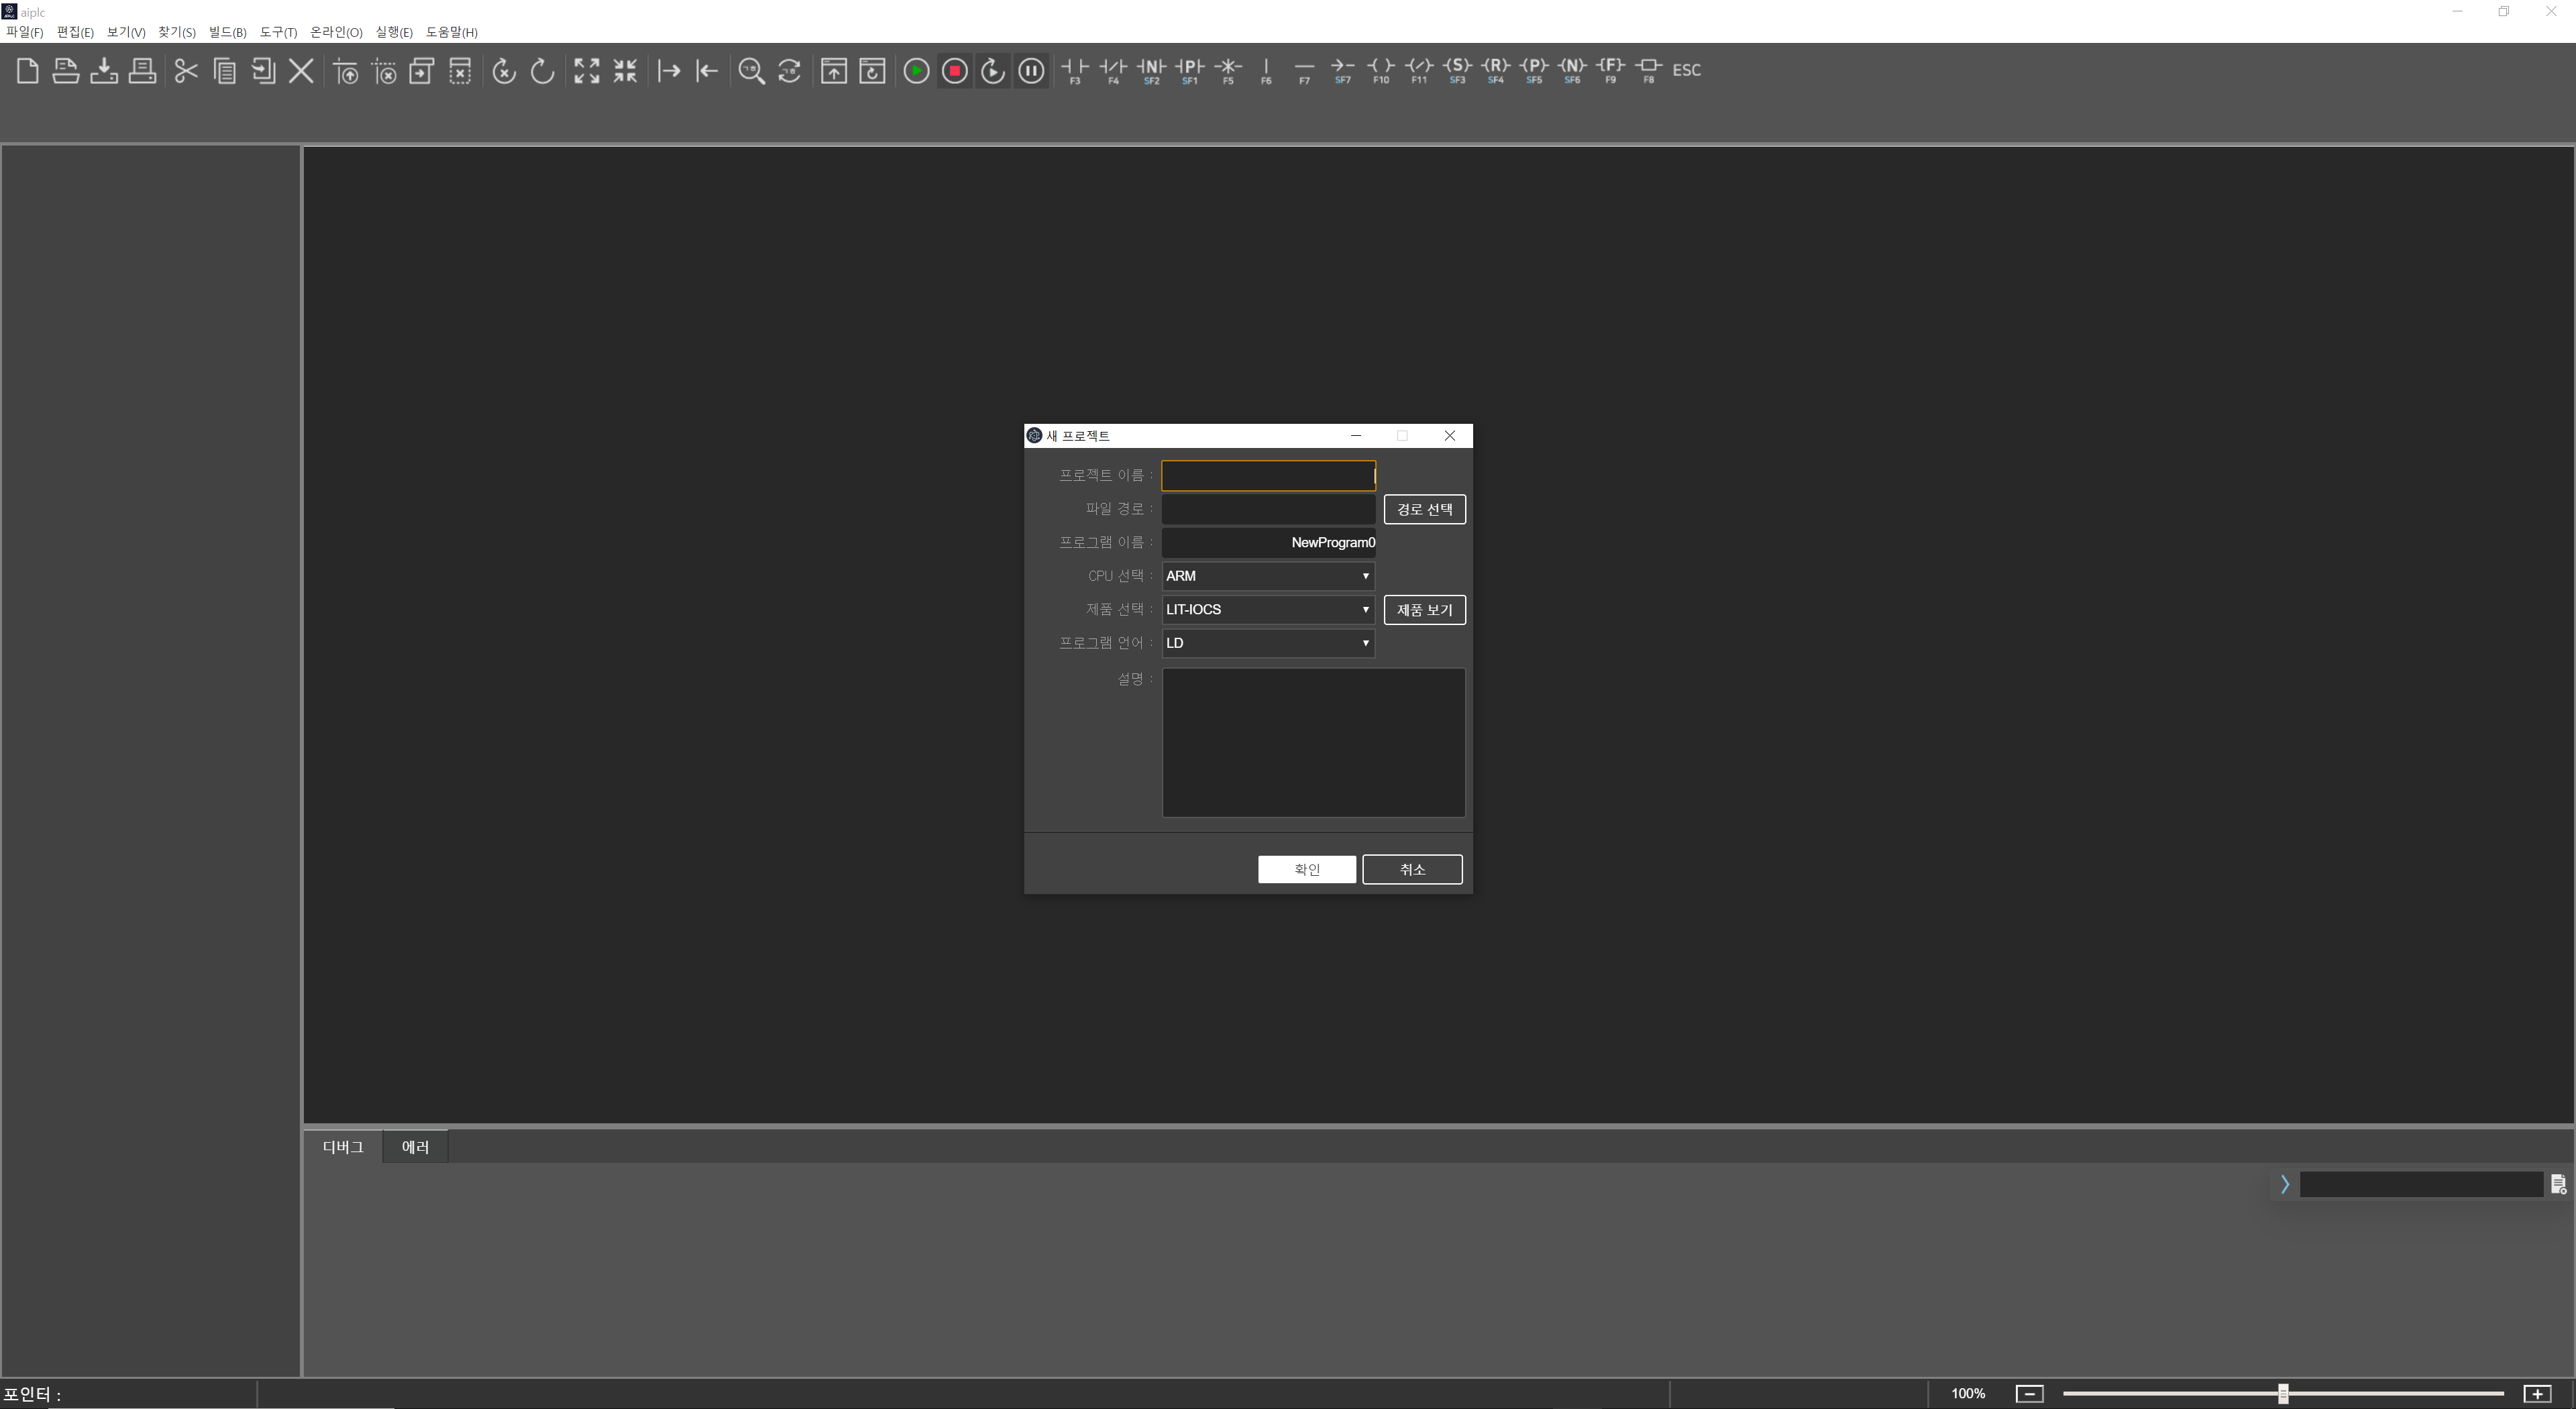 aiplc
파일(F) 편집(E) 보기(V) 찾기(S) 빌드(B) 도구(T) 온라인(O) 실행(E) 도움말(H)
N P S R P N F ESC
F3 F4 SF2 SF1 F5 F6 F7 SF7 F10 F11 SF3 SF4 SF5 SF6 F9 F8
새 프로젝트
프로젝트 이름 :
파일 경로 : 경로 선택
프로그램 이름 : NewProgram0
CPU 선택 : ARM
제품 선택 : LIT-IOCS 제품 보기
프로그램 언어 : LD
설명 :
확인 취소
디버그 에러
포인터 : 100%